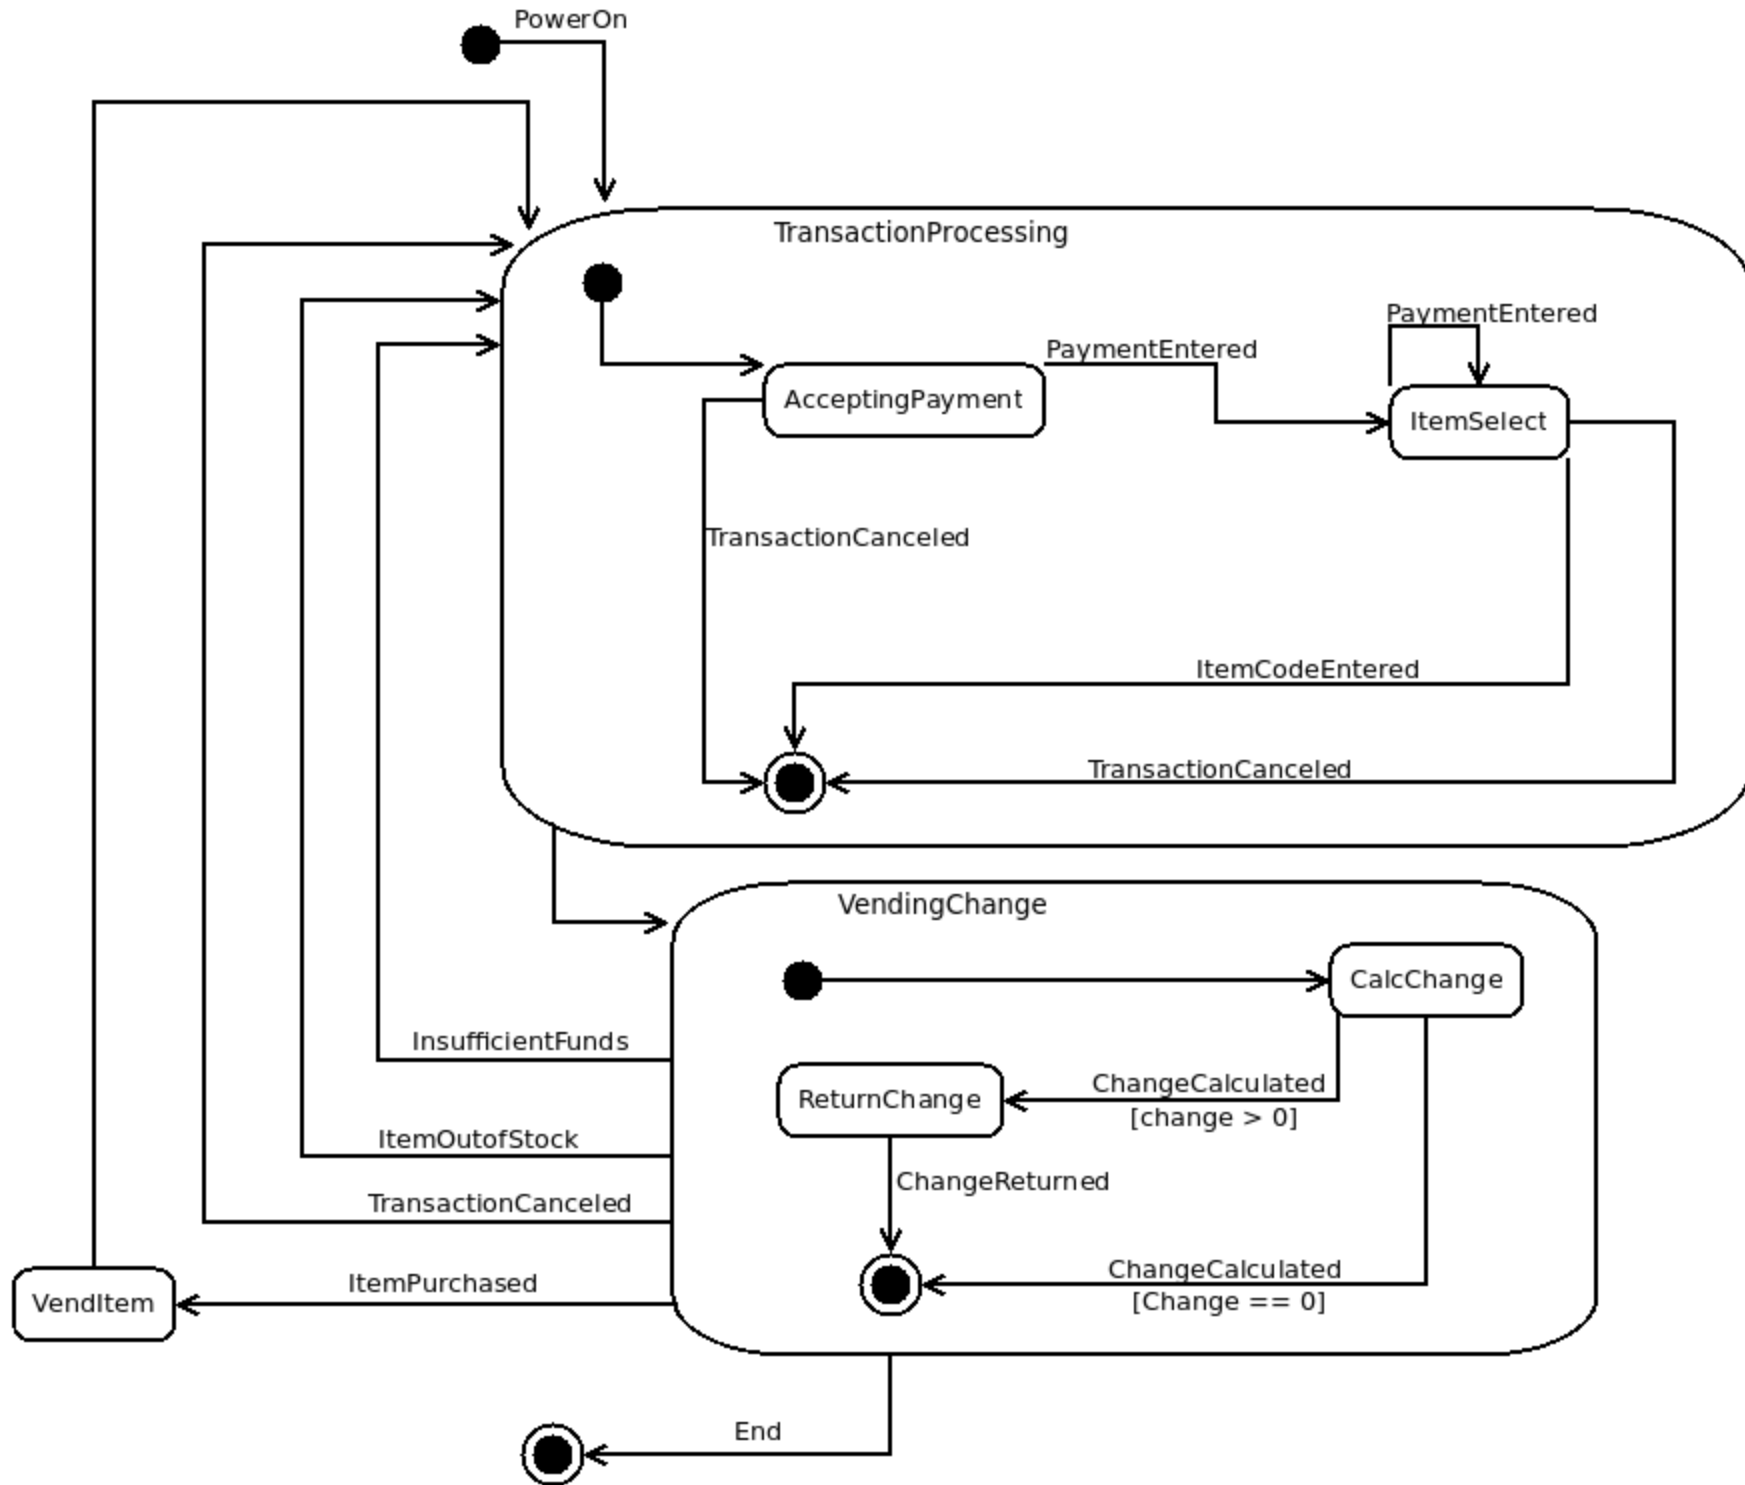 PowerOn
TransactionProcessing
PaymentEntered
PaymentEntered
AcceptingPayment
ItemSelect
TransactionCanceled
ItemCodeEntered
TransactionCanceled
VendingChange
CalcChange
InsufficientFunds
ReturnChange
ChangeCalculated
[change > 0]
ItemOutofStock
ChangeReturned
TransactionCanceled
ItemPurchased
ChangeCalculated
[Change == 0]
VendItem
End